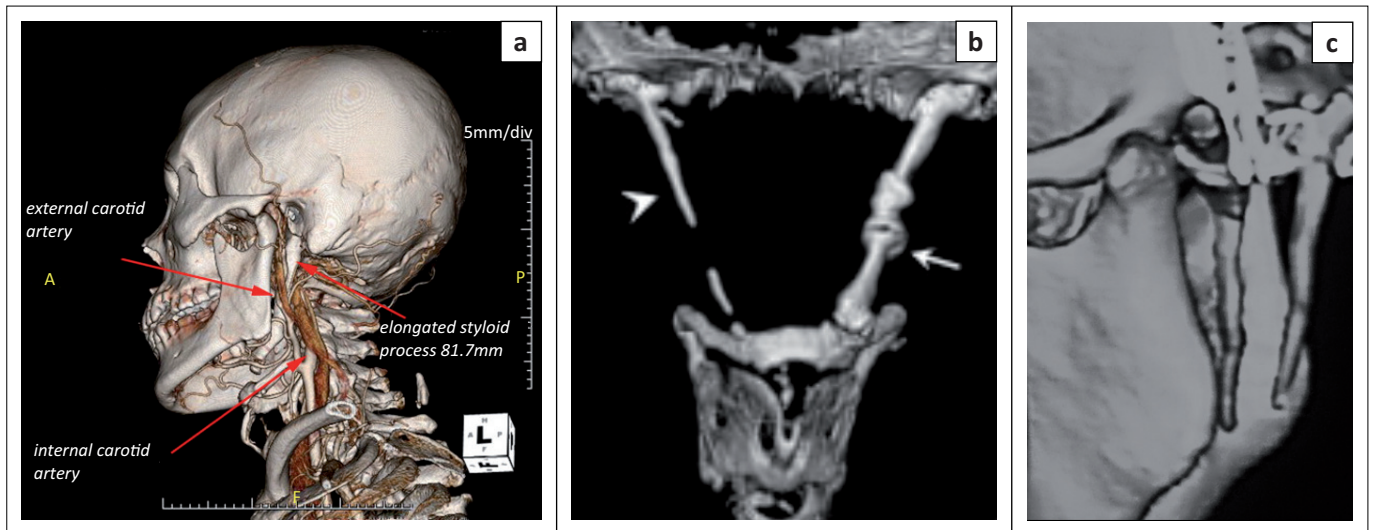 a
5mm/div
external carotid
artery
A
P
elongated styloid
process 81.7mm
internal carotid
artery
H
A L P
F
F
b
c